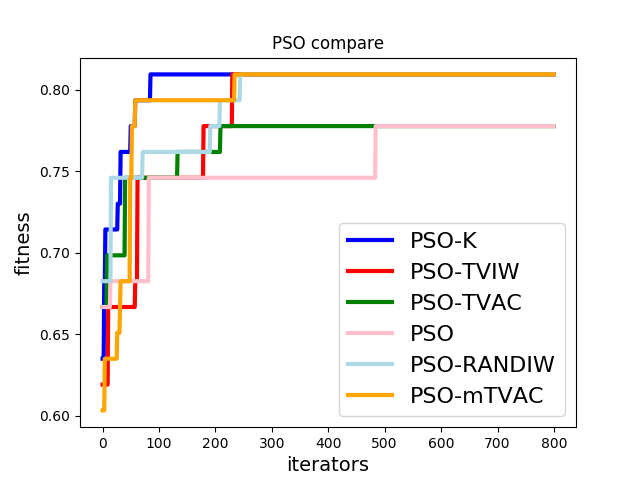 PSO compare
fitness
0.80
0.75
0.70
0.65
0.60
0 100 200 300 400 500 600 700 800
iterators
PSO-K
PSO-TVIW
PSO-TVAC
PSO
PSO-RANDIW
PSO-mTVAC